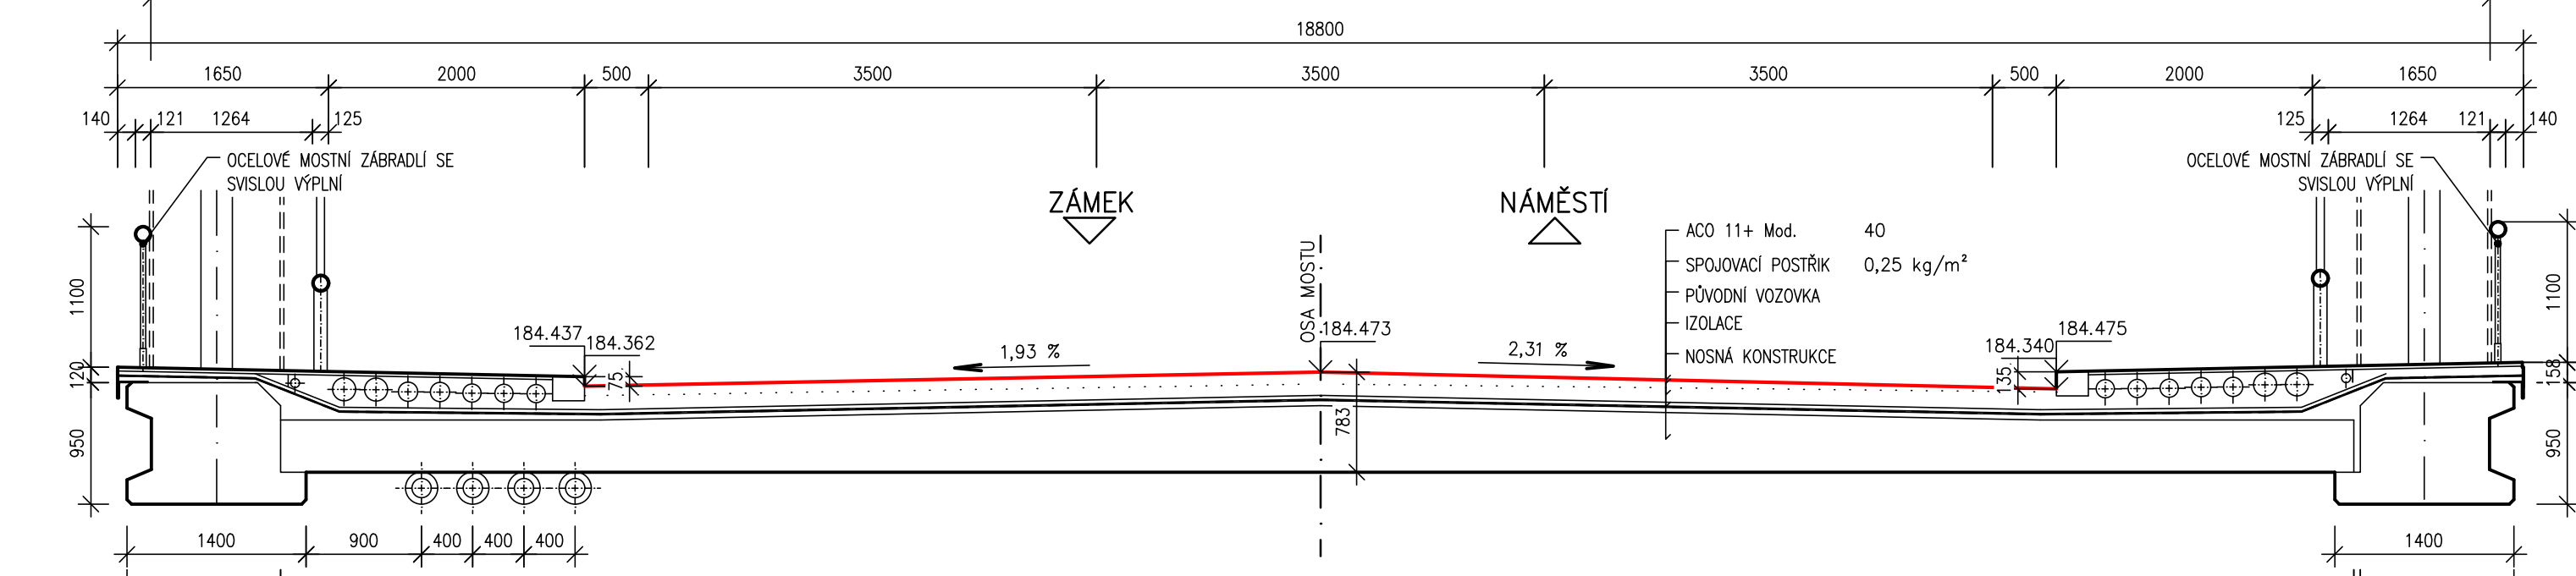 18800
1650 2000 500 3500 3500 3500 500 2000 1650
140 121 1264 125 125 1264 121 140
OCELOVÉ MOSTNÍ ZÁBRADLÍ SE
SVISLOU VÝPLNÍ
OCELOVÉ MOSTNÍ ZÁBRADLÍ SE
SVISLOU VÝPLNÍ
ZÁMEK
NÁMĚSTÍ
OSA MOSTU
ACO 11+ Mod. 40
SPOJOVACÍ POSTŘIK 0,25 kg/m²
PŮVODNÍ VOZOVKA
IZOLACE
NOSNÁ KONSTRUKCE
1100
120
950
184.437
184.362
75
1,93 %
184.473
783
2,31 %
184.340
135
184.475
1100
158
950
1400 900 400 400 400 1400